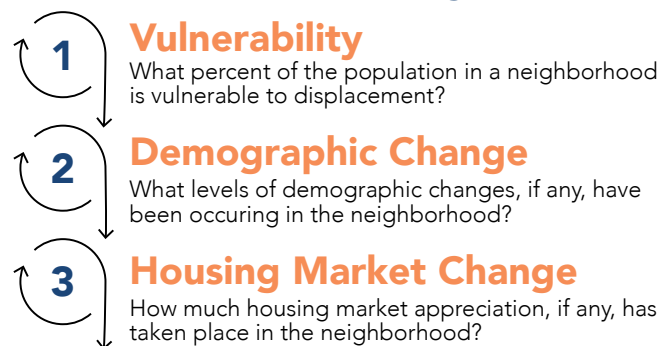 1
Vulnerability
What percent of the population in a neighborhood
is vulnerable to displacement?
2
Demographic Change
What levels of demographic changes, if any, have
been occuring in the neighborhood?
3
Housing Market Change
How much housing market appreciation, if any, has
taken place in the neighborhood?